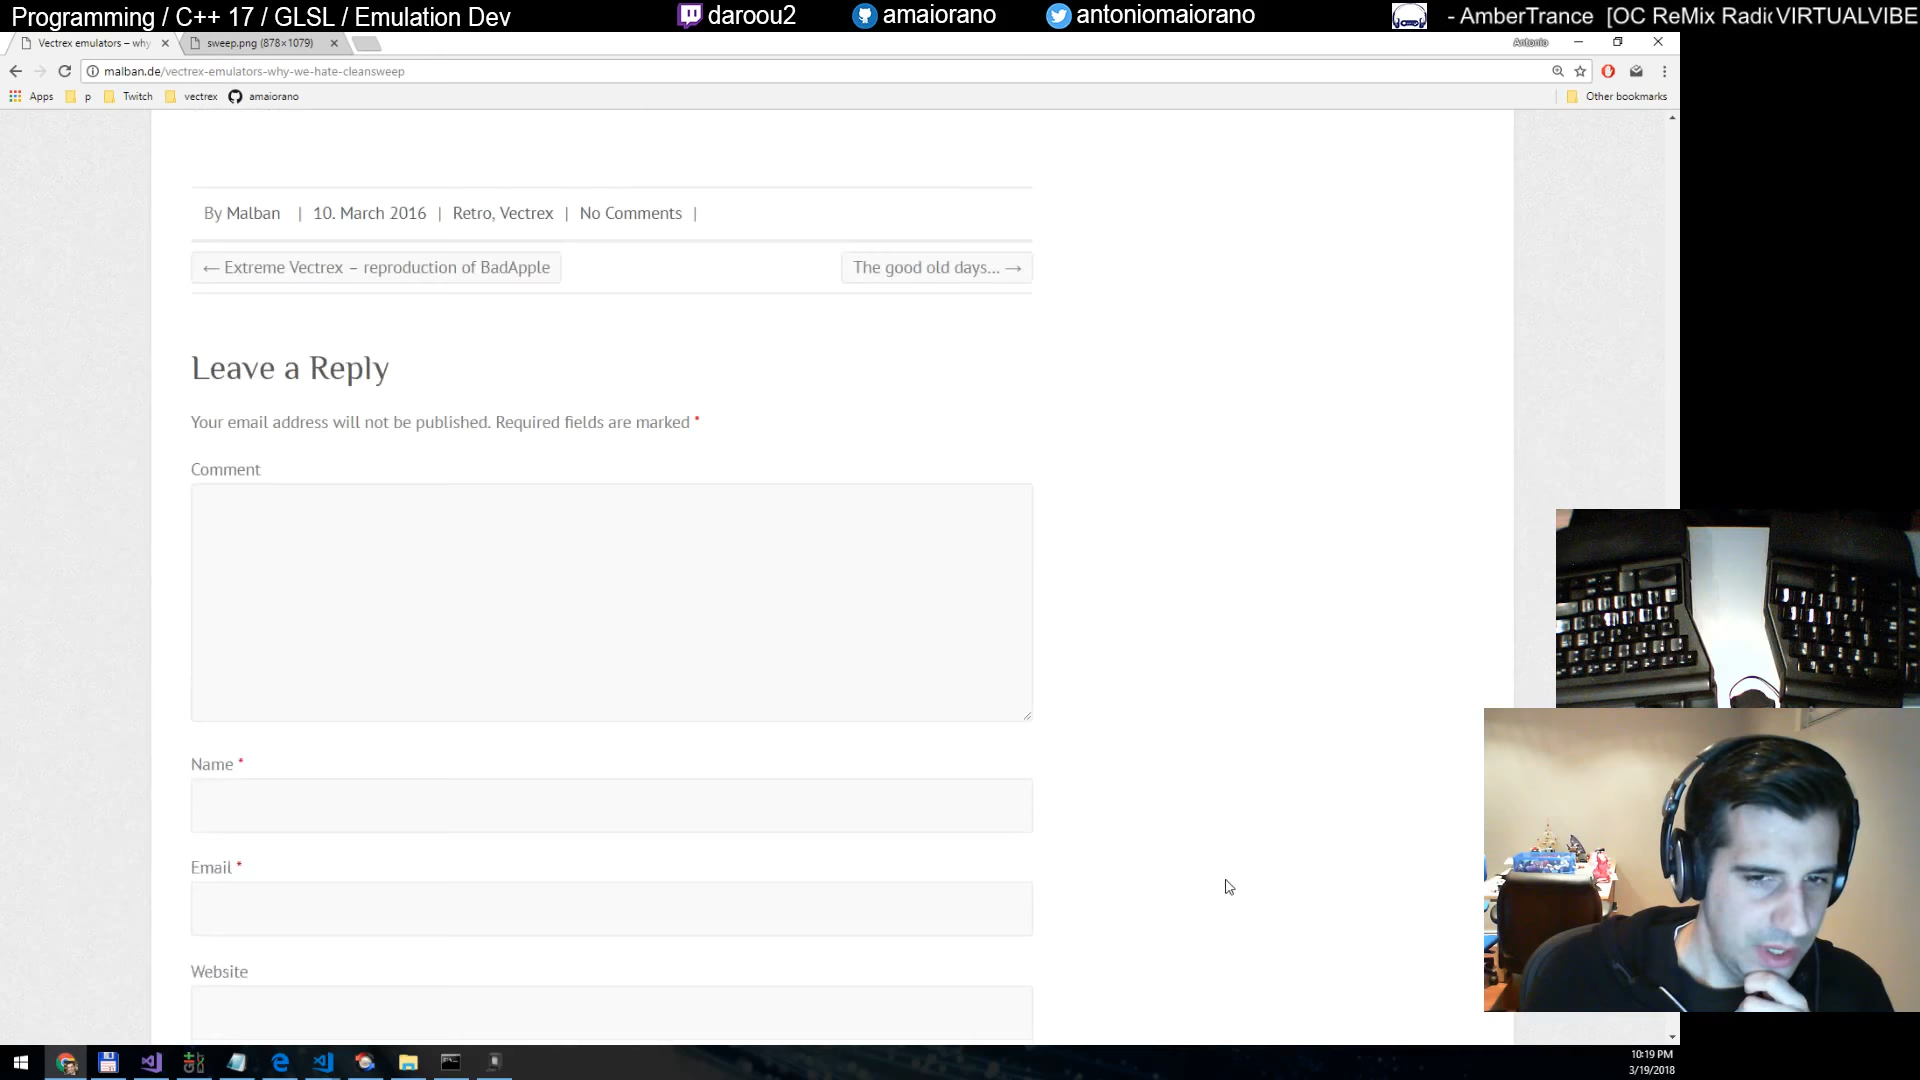 Programming / C++ 17 / GLSL / Emulation Dev
daroou2
amaiorano
antoniomaiorano
- AmberTrance [OC ReMix Radi
VIRTUALVIBE
Vectrex emulators – why
sweep.png (878×1079)
Antonio
malban.de/vectrex-emulators-why-we-hate-cleansweep
Apps
p
Twitch
vectrex
amaiorano
Other bookmarks
By Malban | 10. March 2016 | Retro, Vectrex | No Comments |
← Extreme Vectrex – reproduction of BadApple
The good old days... →
Leave a Reply
Your email address will not be published. Required fields are marked *
Comment
Name *
Email *
Website
10:19 PM
3/19/2018